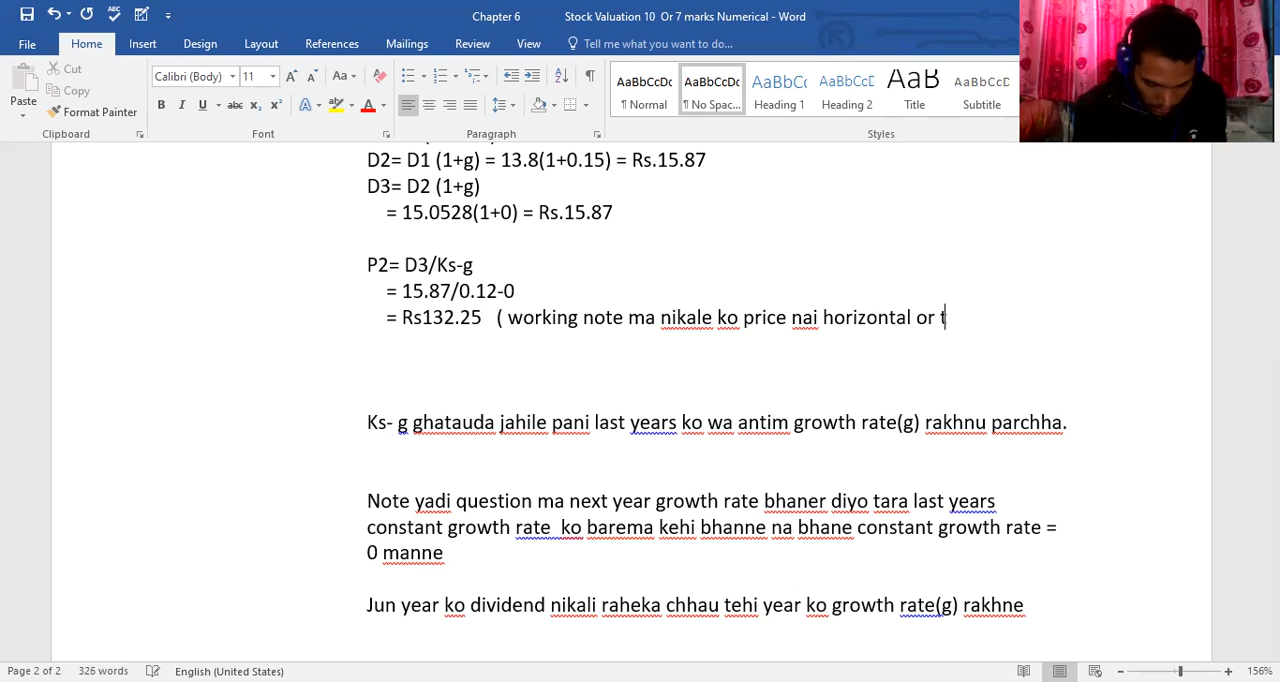 Chapter 6 Stock Valuation 10 Or 7 marks Numerical - Word
File Home Insert Design Layout References Mailings Review View Tell me what you want to do...
Cut
Copy
Format Painter
Paste
Clipboard
Calibri (Body) 11
Font
Paragraph
AaBbCcDc AaBbCcDc AaBbCc AaBbCcE AaB AaBbCcD
¶ Normal ¶ No Spac... Heading 1 Heading 2 Title Subtitle
Styles
D2= D1 (1+g) = 13.8(1+0.15) = Rs.15.87
D3= D2 (1+g)
= 15.0528(1+0) = Rs.15.87
P2= D3/Ks-g
= 15.87/0.12-0
= Rs132.25 ( working note ma nikale ko price nai horizontal or t
Ks- g ghatauda jahile pani last years ko wa antim growth rate(g) rakhnu parchha.
Note yadi question ma next year growth rate bhaner diyo tara last years
constant growth rate ko barema kehi bhanne na bhane constant growth rate =
0 manne
Jun year ko dividend nikali raheka chhau tehi year ko growth rate(g) rakhne
Page 2 of 2 326 words English (United States) 156%